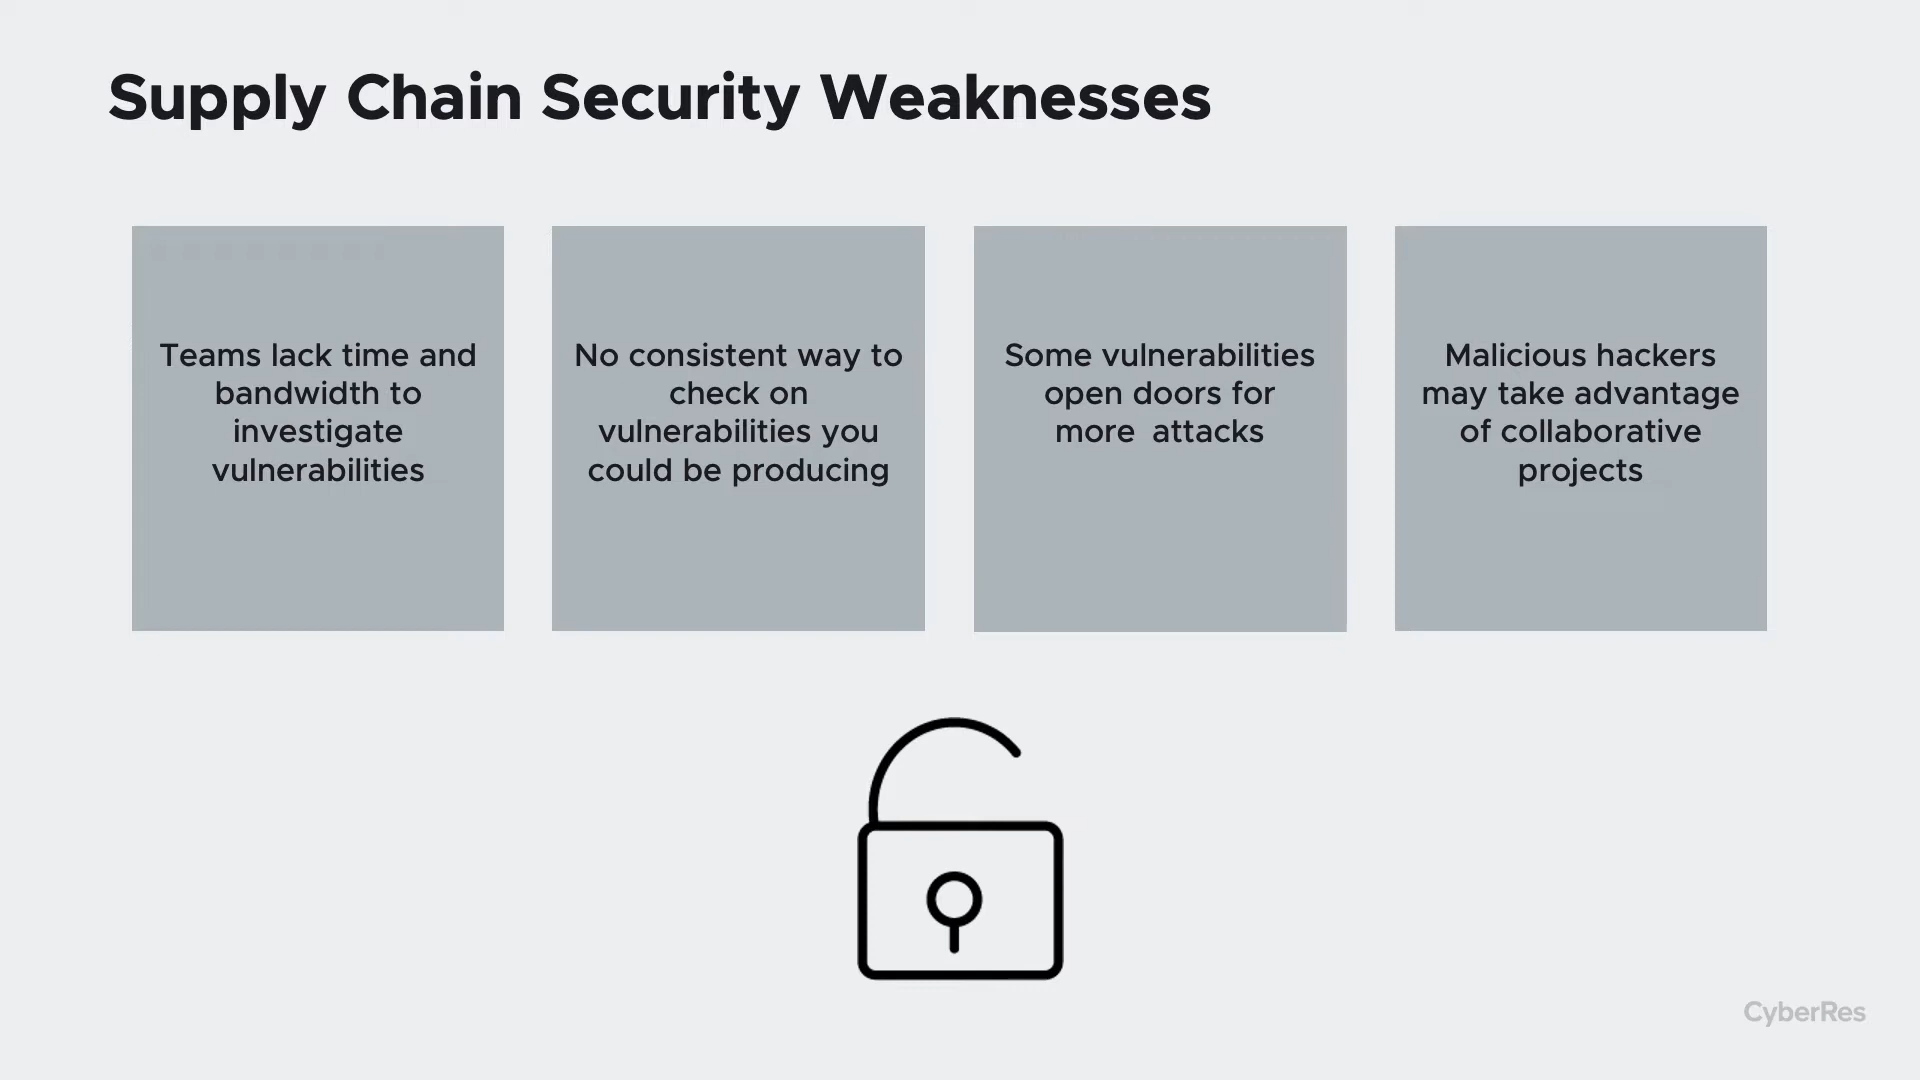 Supply Chain Security Weaknesses
Teams lack time and
bandwidth to
investigate
vulnerabilities
No consistent way to
check on
vulnerabilities you
could be producing
Some vulnerabilities
open doors for
more  attacks
Malicious hackers
may take advantage
of collaborative
projects
CyberRes